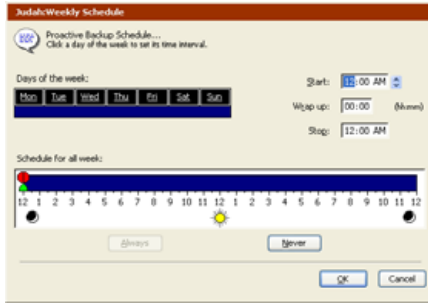 Judah:Weekly Schedule
Proactive Backup Schedule...
Click a day of the week to set its time interval.
Days of the week:
Mon Tue Wed Thu Fri Sat Sun
Start: 12:00 AM
Wrap up: 00:00 (hh:mm)
Stop: 12:00 AM
Schedule for all week:
12 1 2 3 4 5 6 7 8 9 10 11 12 1 2 3 4 5 6 7 8 9 10 11 12
Always Never
OK Cancel